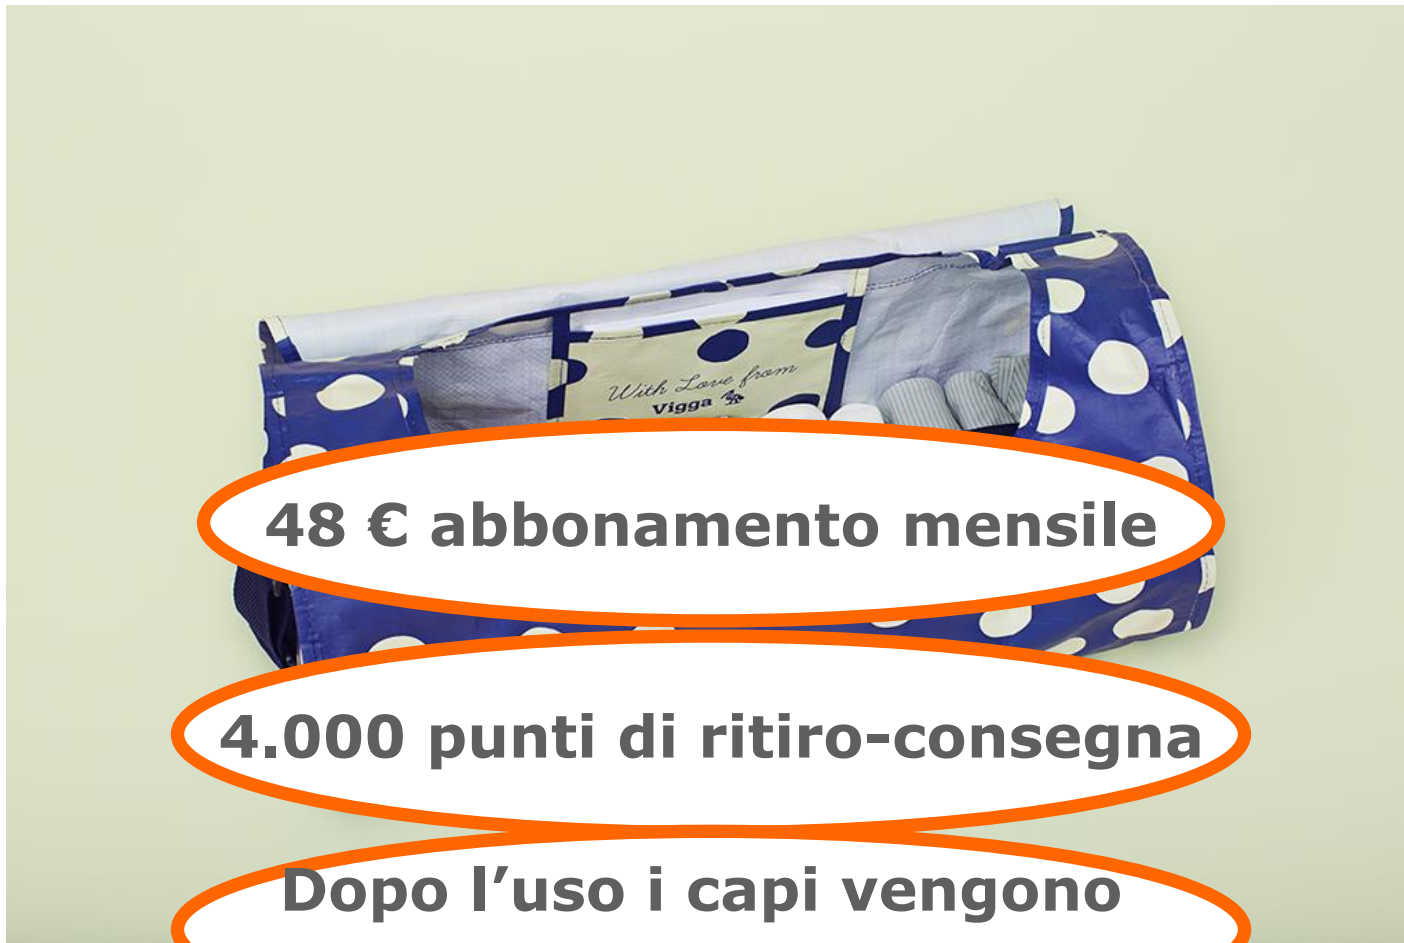 With Love from
Vigga
48 € abbonamento mensile
4.000 punti di ritiro-consegna
Dopo l’uso i capi vengono